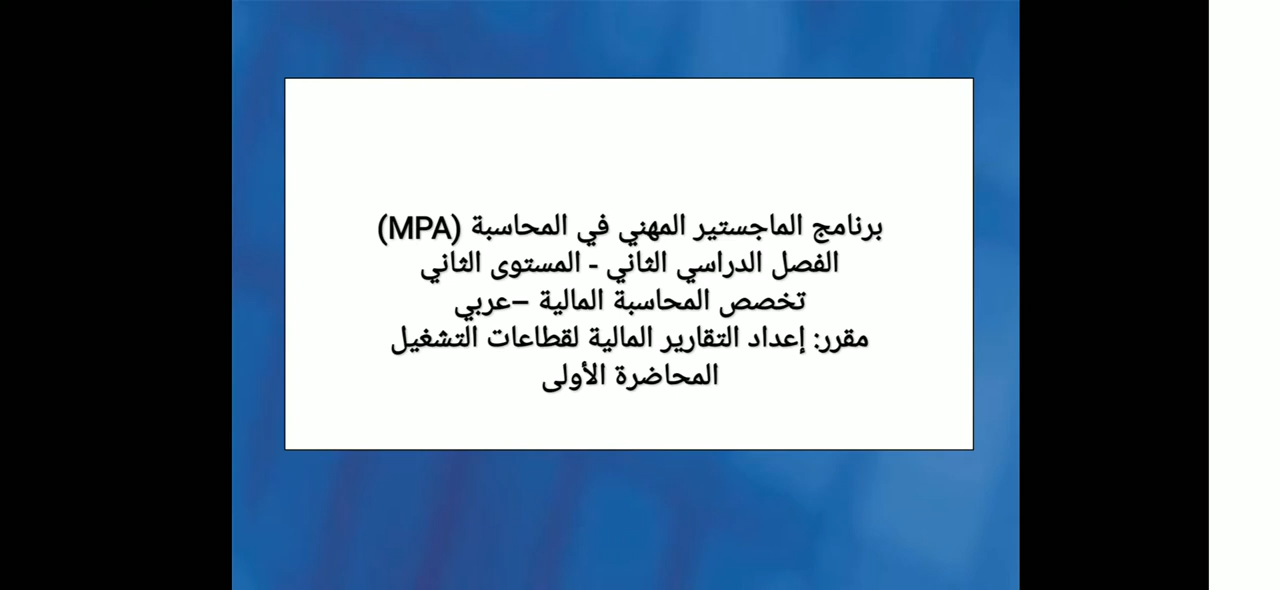 برنامج الماجستير المهني في المحاسبة (MPA)
الفصل الدراسي الثاني - المستوى الثاني
تخصص المحاسبة المالية –عربي
مقرر: إعداد التقارير المالية لقطاعات التشغيل
المحاضرة الأولى